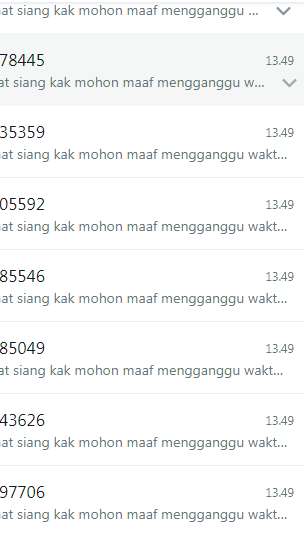 at siang kak mohon maaf mengganggu ...
78445 13.49
at siang kak mohon maaf mengganggu w...
35359 13.49
at siang kak mohon maaf mengganggu wakt...
05592 13.49
at siang kak mohon maaf mengganggu wakt...
85546 13.49
at siang kak mohon maaf mengganggu wakt...
85049 13.49
at siang kak mohon maaf mengganggu wakt...
43626 13.49
at siang kak mohon maaf mengganggu wakt...
97706 13.49
at siang kak mohon maaf mengganggu wakt...